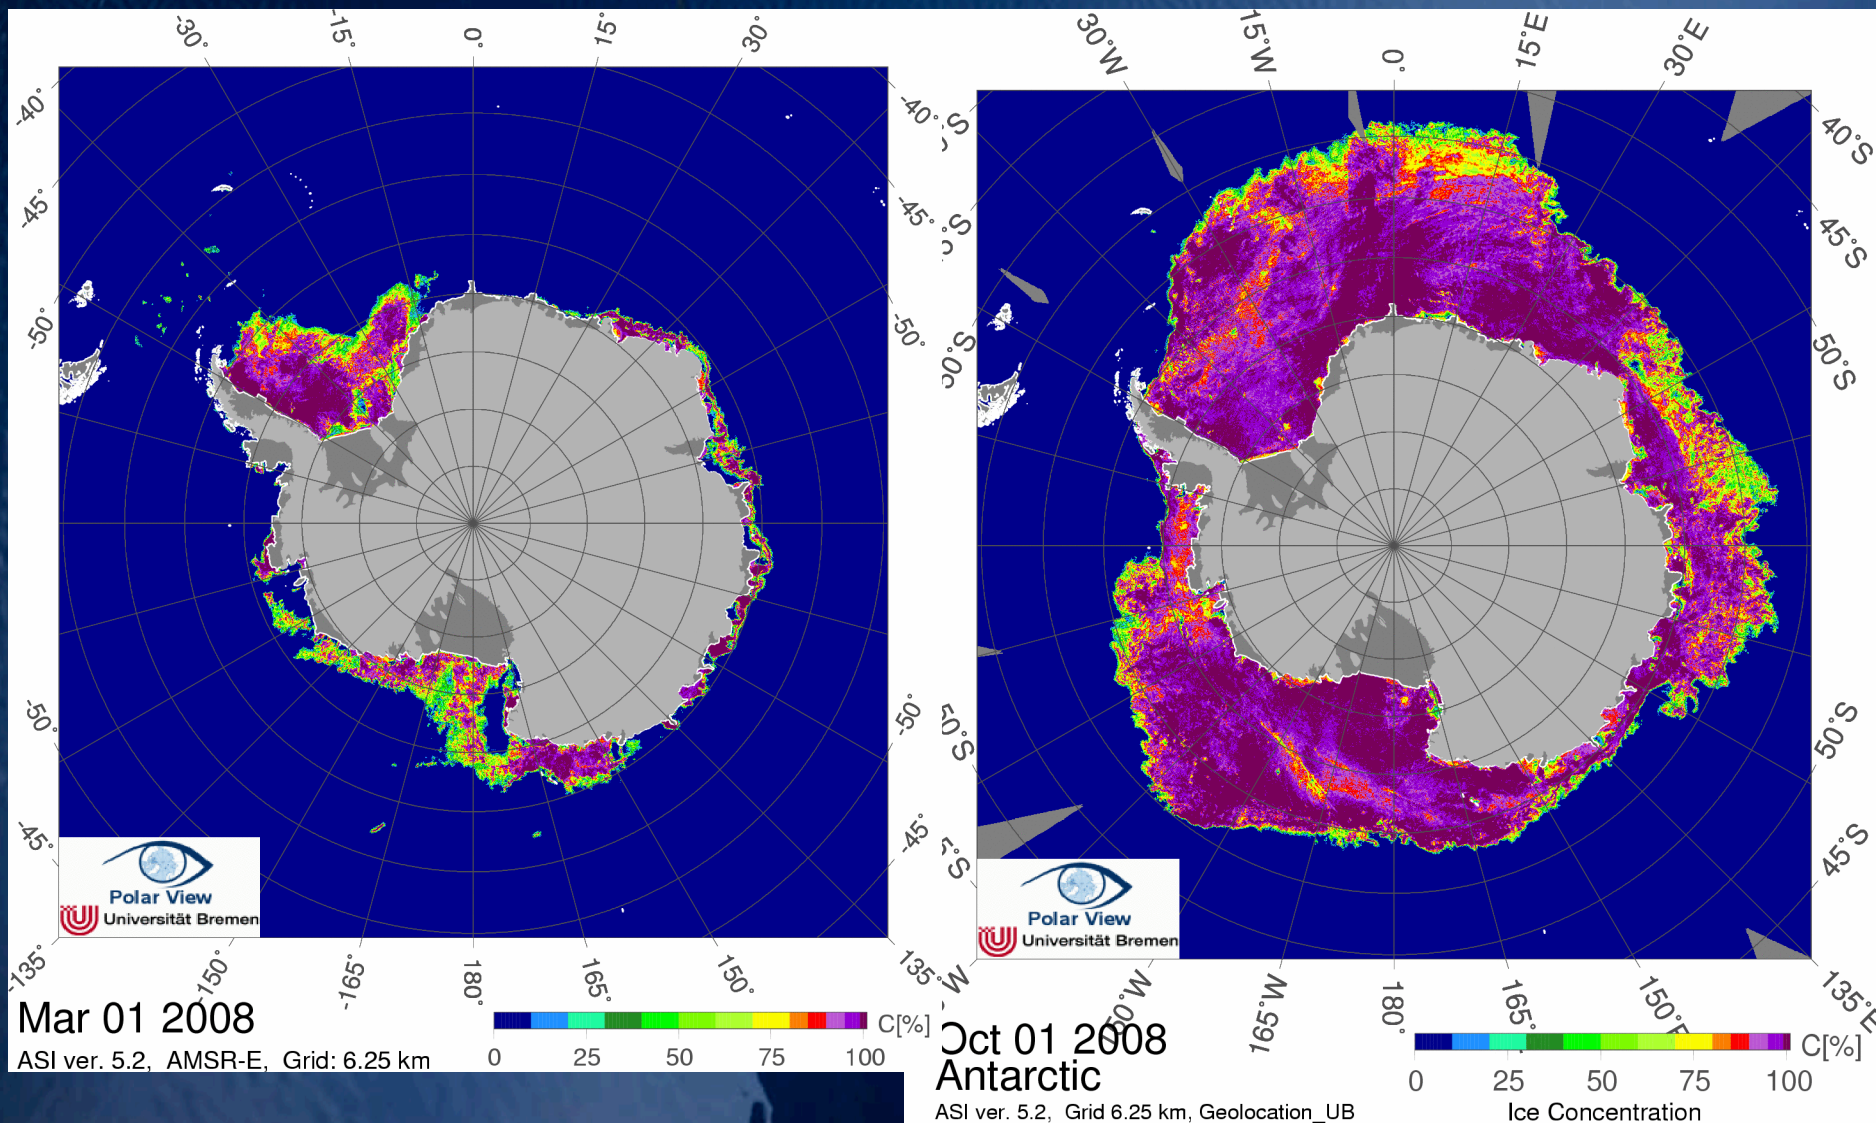 -30°
-15°
0°
15°
30°
-40°
-40°
-45°
-45°
-50°
-50°
-50°
-50°
-45°
-45°
Polar View
Universität Bremen
-135°
-150°
-165°
180°
165°
150°
135°
Mar 01 2008
C[%]
0 25 50 75 100
ASI ver. 5.2, AMSR-E, Grid: 6.25 km
30°W
15°W
0°
15°E
30°E
40°S
45°S
50°S
50°S
50°S
50°S
45°S
Polar View
Universität Bremen
150°W
165°W
180°
165°
150°E
135°E
Oct 01 2008
C[%]
Antarctic
0 25 50 75 100
ASI ver. 5.2, Grid 6.25 km, Geolocation_UB
Ice Concentration